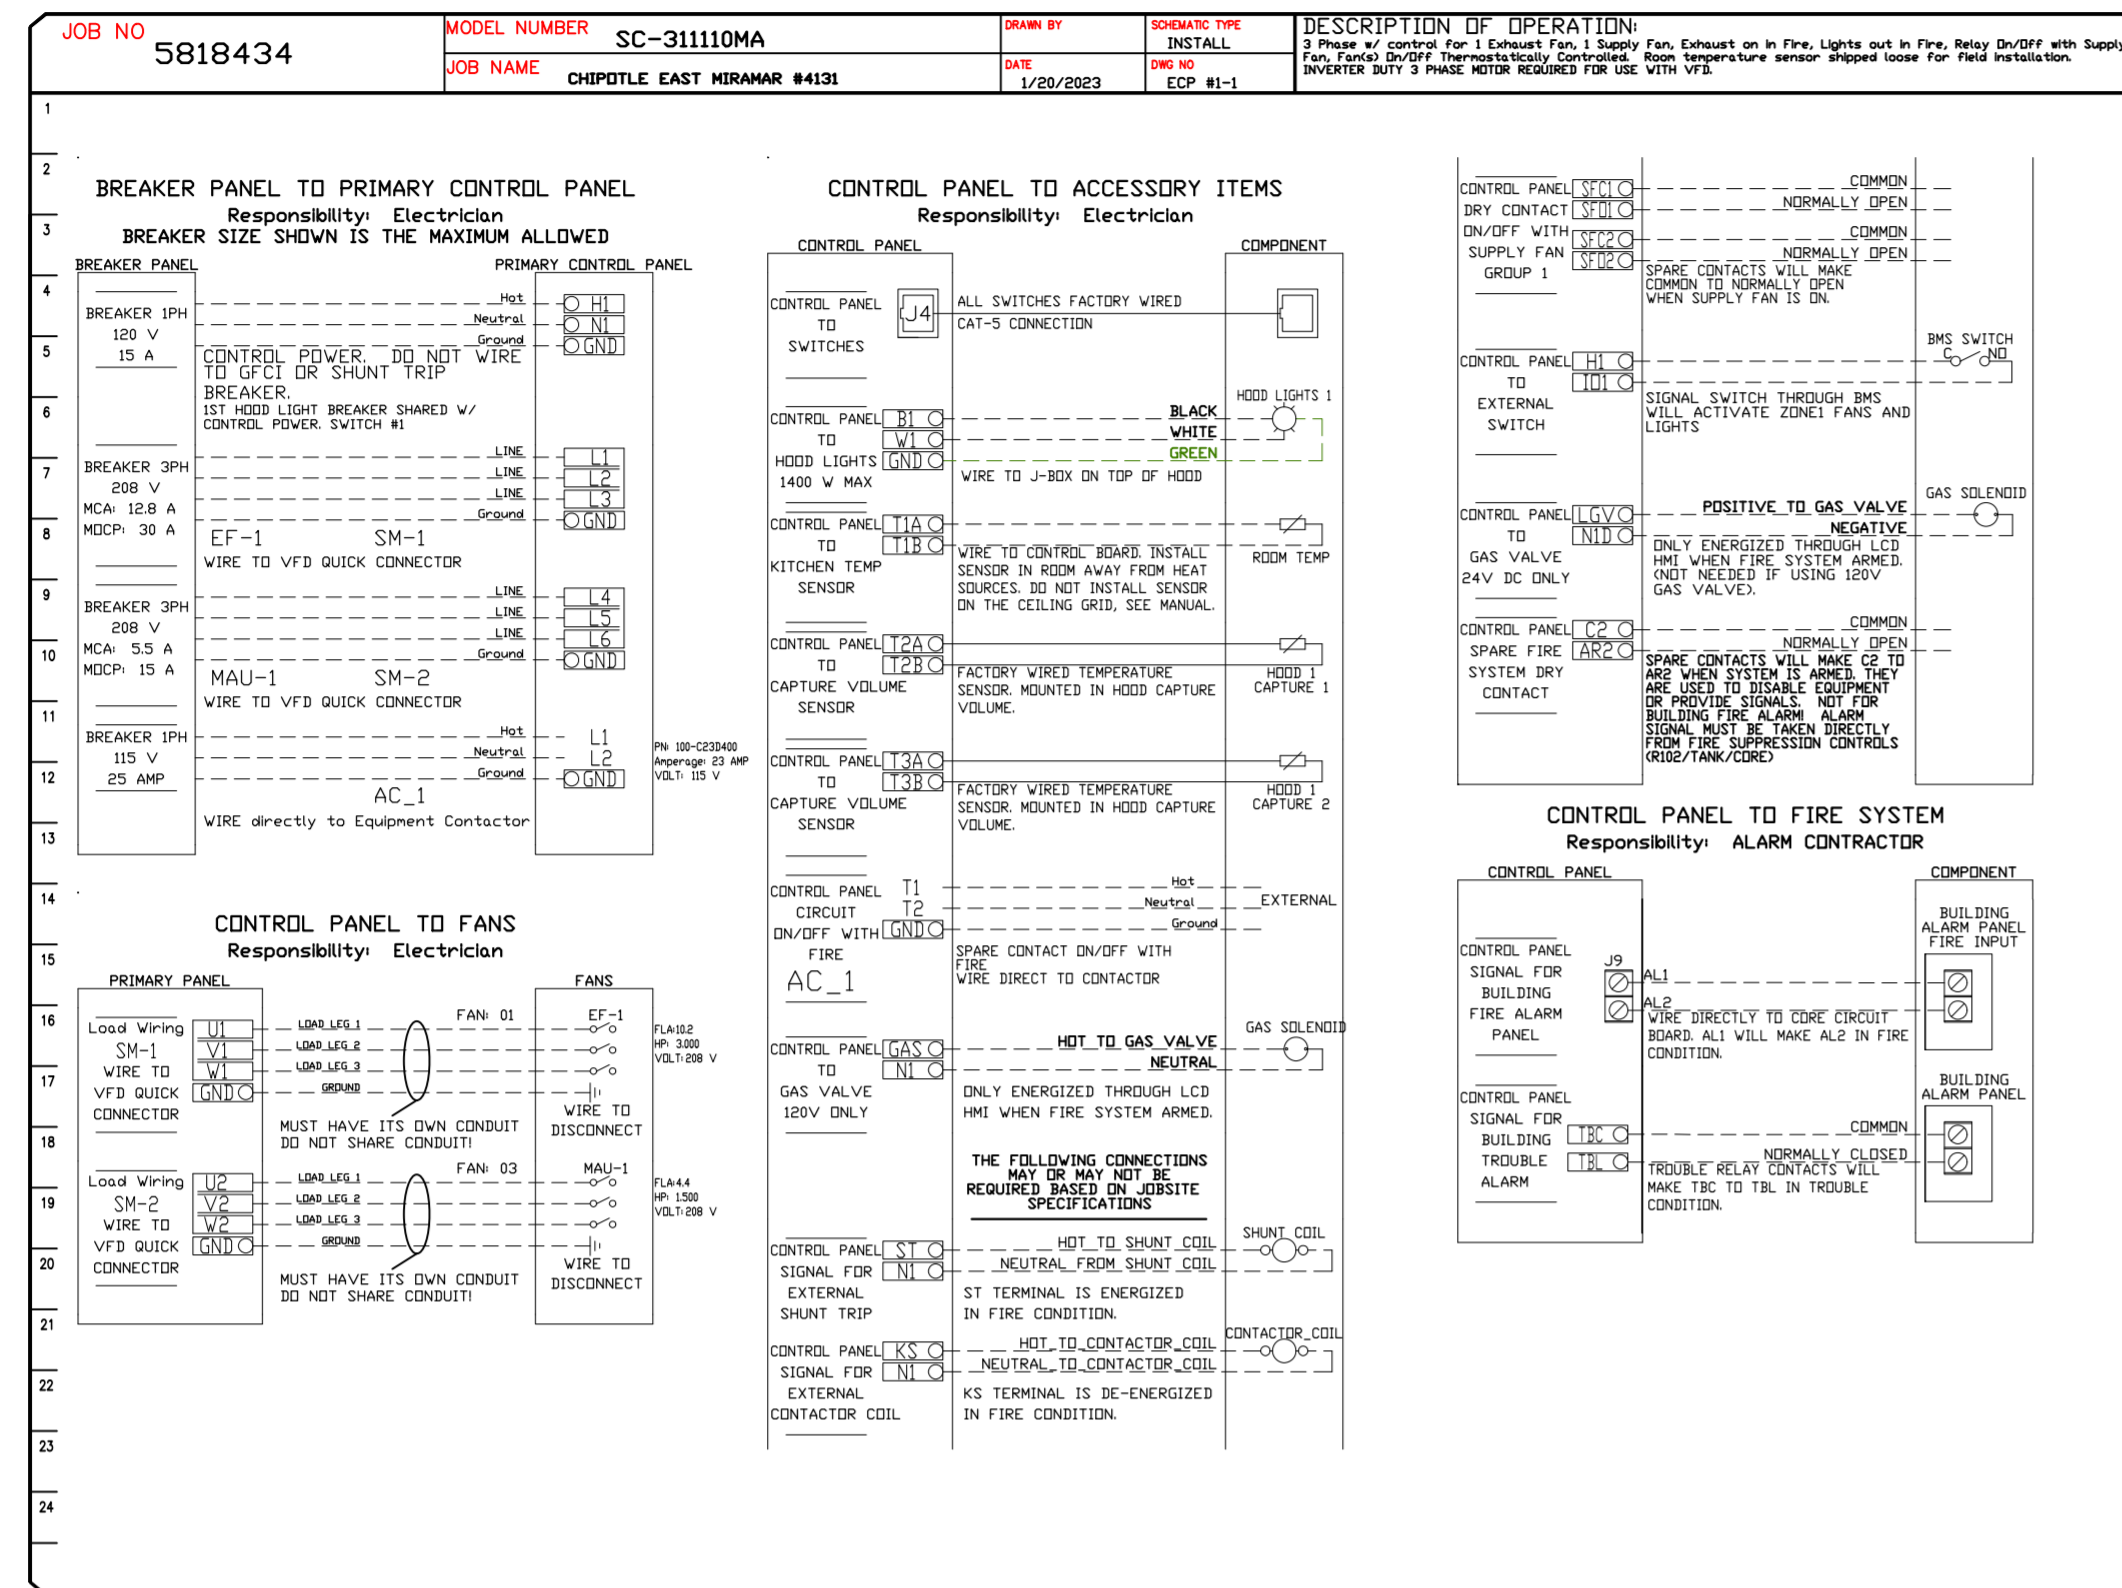 JOB NO
5818434
MODEL NUMBER SC-311110MA
JOB NAME CHIPOTLE EAST MIRAMAR #4131
DRAWN BY
DATE
1/20/2023
SCHEMATIC TYPE
INSTALL
DWG NO
ECP #1-1
DESCRIPTION OF OPERATION:
3 Phase w/ control for 1 Exhaust Fan, 1 Supply Fan, Exhaust on in Fire, Lights out in Fire, Relay On/Off with Supply
Fan, Fan(s) On/Off Thermostatically Controlled. Room temperature sensor shipped loose for field installation.
INVERTER DUTY 3 PHASE MOTOR REQUIRED FOR USE WITH VFD.
1
2
3
4
5
6
7
8
9
10
11
12
13
14
15
16
17
18
19
20
21
22
23
24
BREAKER PANEL TO PRIMARY CONTROL PANEL
Responsibility: Electrician
BREAKER SIZE SHOWN IS THE MAXIMUM ALLOWED
BREAKER PANEL
PRIMARY CONTROL PANEL
BREAKER 1PH
120 V
15 A
Hot
H1
Neutral
N1
Ground
GND
CONTROL POWER. DO NOT WIRE
TO GFCI OR SHUNT TRIP
BREAKER.
1ST HOOD LIGHT BREAKER SHARED W/
CONTROL POWER. SWITCH #1
BREAKER 3PH
208 V
MCA: 12.8 A
MOCP: 30 A
LINE
L1
LINE
L2
LINE
L3
Ground
GND
EF-1 SM-1
WIRE TO VFD QUICK CONNECTOR
BREAKER 3PH
208 V
MCA: 5.5 A
MOCP: 15 A
LINE
L4
LINE
L5
LINE
L6
Ground
GND
MAU-1 SM-2
WIRE TO VFD QUICK CONNECTOR
BREAKER 1PH
115 V
25 AMP
Hot
L1
Neutral
L2
Ground
GND
PN: 100-C23D400
Amperage: 23 AMP
VOLT: 115 V
AC_1
WIRE directly to Equipment Contactor
CONTROL PANEL TO FANS
Responsibility: Electrician
PRIMARY PANEL
FANS
Load Wiring
SM-1
WIRE TO
VFD QUICK
CONNECTOR
U1
V1
W1
GND
LOAD LEG 1
LOAD LEG 2
LOAD LEG 3
GROUND
FAN: 01
EF-1
FLA:10.2
HP: 3.000
VOLT: 208 V
MUST HAVE ITS OWN CONDUIT
DO NOT SHARE CONDUIT!
WIRE TO
DISCONNECT
Load Wiring
SM-2
WIRE TO
VFD QUICK
CONNECTOR
U2
V2
W2
GND
LOAD LEG 1
LOAD LEG 2
LOAD LEG 3
GROUND
FAN: 03
MAU-1
FLA:4.4
HP: 1.500
VOLT: 208 V
MUST HAVE ITS OWN CONDUIT
DO NOT SHARE CONDUIT!
WIRE TO
DISCONNECT
CONTROL PANEL TO ACCESSORY ITEMS
Responsibility: Electrician
CONTROL PANEL
COMPONENT
CONTROL PANEL
TO
SWITCHES
J4
ALL SWITCHES FACTORY WIRED
CAT-5 CONNECTION
CONTROL PANEL
TO
HOOD LIGHTS
1400 W MAX
B1
W1
GND
BLACK
WHITE
GREEN
HOOD LIGHTS 1
WIRE TO J-BOX ON TOP OF HOOD
CONTROL PANEL
TO
KITCHEN TEMP
SENSOR
T1A
T1B
WIRE TO CONTROL BOARD. INSTALL
SENSOR IN ROOM AWAY FROM HEAT
SOURCES. DO NOT INSTALL SENSOR
ON THE CEILING GRID, SEE MANUAL.
ROOM TEMP
CONTROL PANEL
TO
CAPTURE VOLUME
SENSOR
T2A
T2B
FACTORY WIRED TEMPERATURE
SENSOR. MOUNTED IN HOOD CAPTURE
VOLUME.
HOOD 1
CAPTURE 1
CONTROL PANEL
TO
CAPTURE VOLUME
SENSOR
T3A
T3B
FACTORY WIRED TEMPERATURE
SENSOR. MOUNTED IN HOOD CAPTURE
VOLUME.
HOOD 1
CAPTURE 2
CONTROL PANEL
CIRCUIT
ON/OFF WITH
FIRE
AC_1
T1
T2
GND
Hot
Neutral
Ground
EXTERNAL
SPARE CONTACT ON/OFF WITH
FIRE
WIRE DIRECT TO CONTACTOR
CONTROL PANEL
TO
GAS VALVE
120V ONLY
GAS
N1
HOT TO GAS VALVE
NEUTRAL
GAS SOLENOID
ONLY ENERGIZED THROUGH LCD
HMI WHEN FIRE SYSTEM ARMED.
THE FOLLOWING CONNECTIONS
MAY OR MAY NOT BE
REQUIRED BASED ON JOBSITE
SPECIFICATIONS
CONTROL PANEL
SIGNAL FOR
EXTERNAL
SHUNT TRIP
ST
N1
HOT TO SHUNT COIL
NEUTRAL FROM SHUNT COIL
SHUNT COIL
ST TERMINAL IS ENERGIZED
IN FIRE CONDITION.
CONTROL PANEL
SIGNAL FOR
EXTERNAL
CONTACTOR COIL
KS
N1
HOT_TO_CONTACTOR_COIL
NEUTRAL_TO_CONTACTOR_COIL
CONTACTOR_COIL
KS TERMINAL IS DE-ENERGIZED
IN FIRE CONDITION.
CONTROL PANEL
DRY CONTACT
ON/OFF WITH
SUPPLY FAN
GROUP 1
SFC1
SFO1
SFC2
SFO2
COMMON
NORMALLY OPEN
COMMON
NORMALLY OPEN
SPARE CONTACTS WILL MAKE
COMMON TO NORMALLY OPEN
WHEN SUPPLY FAN IS ON.
CONTROL PANEL
TO
EXTERNAL
SWITCH
H1
IO1
BMS SWITCH
C NO
SIGNAL SWITCH THROUGH BMS
WILL ACTIVATE ZONE1 FANS AND
LIGHTS
CONTROL PANEL
TO
GAS VALVE
24V DC ONLY
LGV
N1D
POSITIVE TO GAS VALVE
NEGATIVE
GAS SOLENOID
ONLY ENERGIZED THROUGH LCD
HMI WHEN FIRE SYSTEM ARMED.
(NOT NEEDED IF USING 120V
GAS VALVE).
CONTROL PANEL
SPARE FIRE
SYSTEM DRY
CONTACT
C2
AR2
COMMON
NORMALLY OPEN
SPARE CONTACTS WILL MAKE C2 TO
AR2 WHEN SYSTEM IS ARMED. THEY
ARE USED TO DISABLE EQUIPMENT
OR PROVIDE SIGNALS. NOT FOR
BUILDING FIRE ALARM! ALARM
SIGNAL MUST BE TAKEN DIRECTLY
FROM FIRE SUPPRESSION CONTROLS
(R102/TANK/CORE)
CONTROL PANEL TO FIRE SYSTEM
Responsibility: ALARM CONTRACTOR
CONTROL PANEL
COMPONENT
CONTROL PANEL
SIGNAL FOR
BUILDING
FIRE ALARM
PANEL
J9
AL1
AL2
BUILDING
ALARM PANEL
FIRE INPUT
WIRE DIRECTLY TO CORE CIRCUIT
BOARD. AL1 WILL MAKE AL2 IN FIRE
CONDITION.
CONTROL PANEL
SIGNAL FOR
BUILDING
TROUBLE
ALARM
TBC
TBL
COMMON
NORMALLY CLOSED
BUILDING
ALARM PANEL
TROUBLE RELAY CONTACTS WILL
MAKE TBC TO TBL IN TROUBLE
CONDITION.